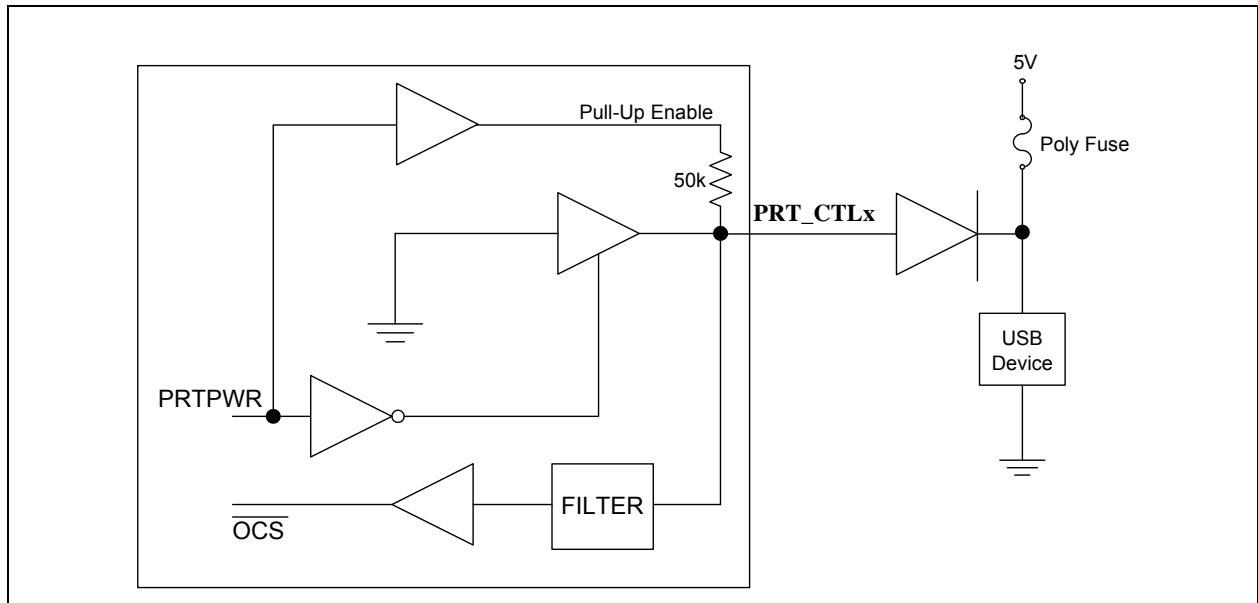 5V
Pull-Up Enable
Poly Fuse
50k
PRT_CTLx
USB
Device
PRTPWR
FILTER
OCS